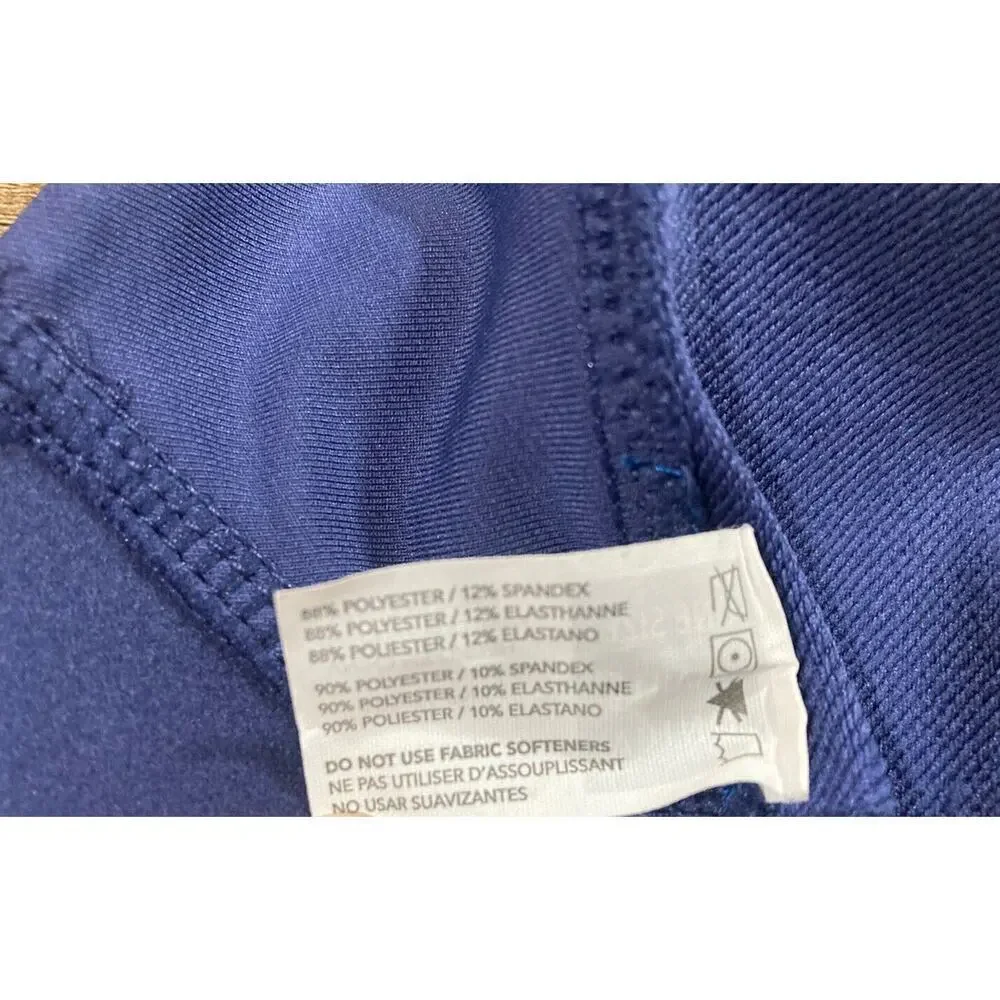 88% POLYESTER / 12% SPANDEX
88% POLYESTER / 12% ELASTHANNE
88% POLIESTER / 12% ELASTANO
90% POLYESTER / 10% SPANDEX
90% POLYESTER / 10% ELASTHANNE
90% POLIESTER / 10% ELASTANO
DO NOT USE FABRIC SOFTENERS
NE PAS UTILISER D'ASSOUPLISSANT
NO USAR SUAVIZANTES